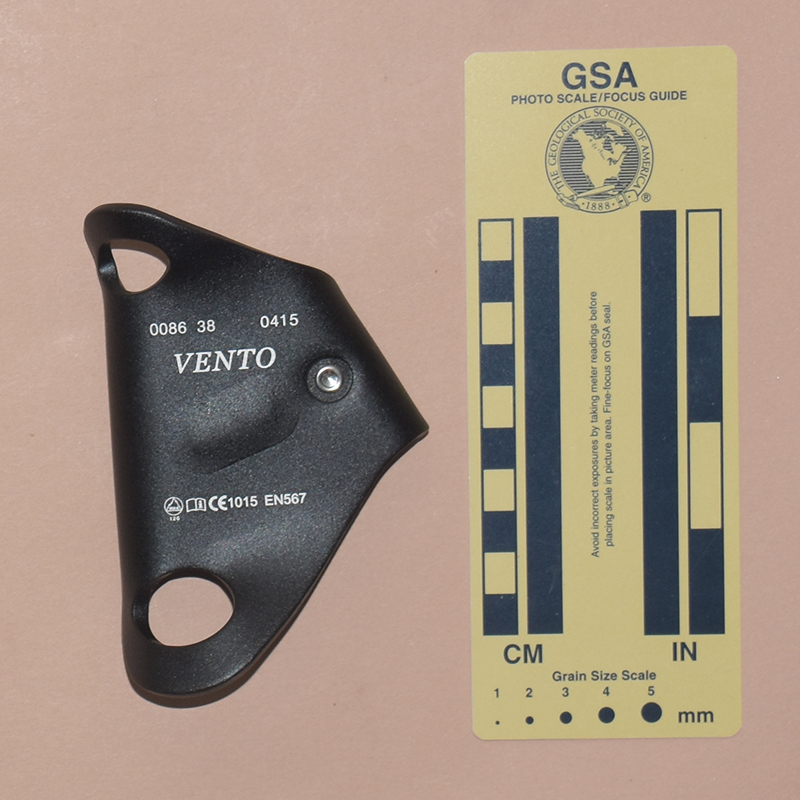 0086 38 0415
VENTO
CE1015 EN567
GSA
PHOTO SCALE/FOCUS GUIDE
THE GEOLOGICAL SOCIETY OF AMERICA
·1888·
®
Avoid incorrect exposures by taking meter readings before
placing scale in picture area. Fine-focus on GSA seal.
CM
IN
Grain Size Scale
1 2 3 4 5
mm